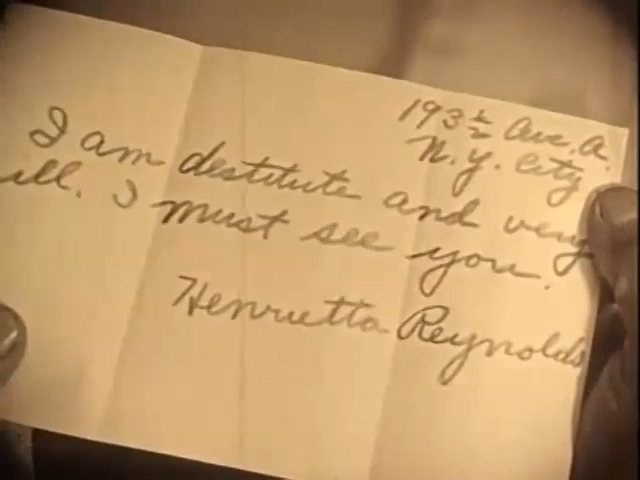 193½ Ave. A.
N.Y. City
I am destitute and very
ill. I must see you.
Henrietta Reynolds